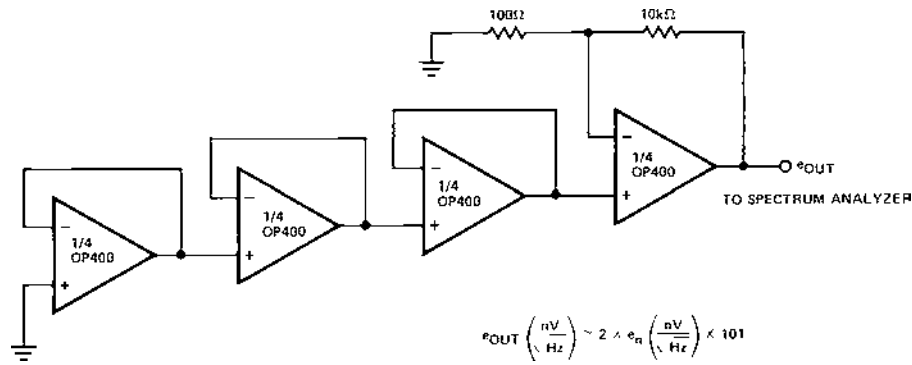 100Ω
10kΩ
−
1/4
OP400
+
−
1/4
OP400
+
−
1/4
OP400
+
−
1/4
OP400
+
eOUT
TO SPECTRUM ANALYZER
eOUT (nV/√Hz) ~ 2 × en (nV/√Hz) × 101